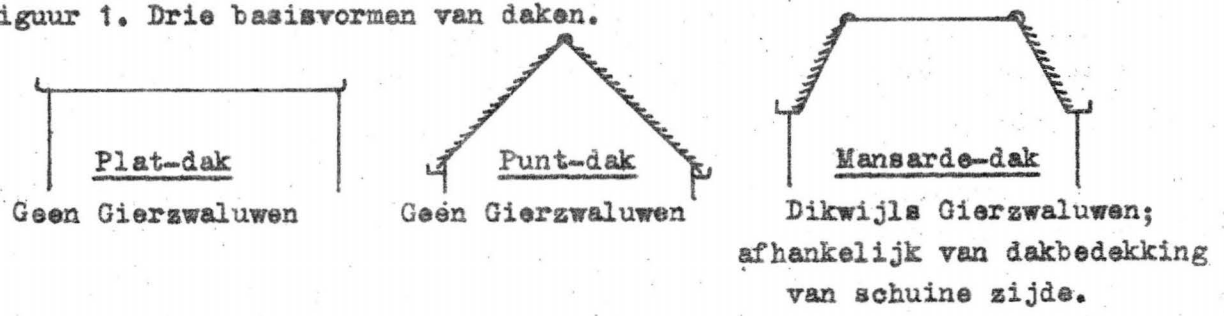 iguur 1. Drie basisvormen van daken.
Plat-dak
Geen Gierzwaluwen
Punt-dak
Geen Gierzwaluwen
Mansarde-dak
Dikwijls Gierzwaluwen;
afhankelijk van dakbedekking
van schuine zijde.